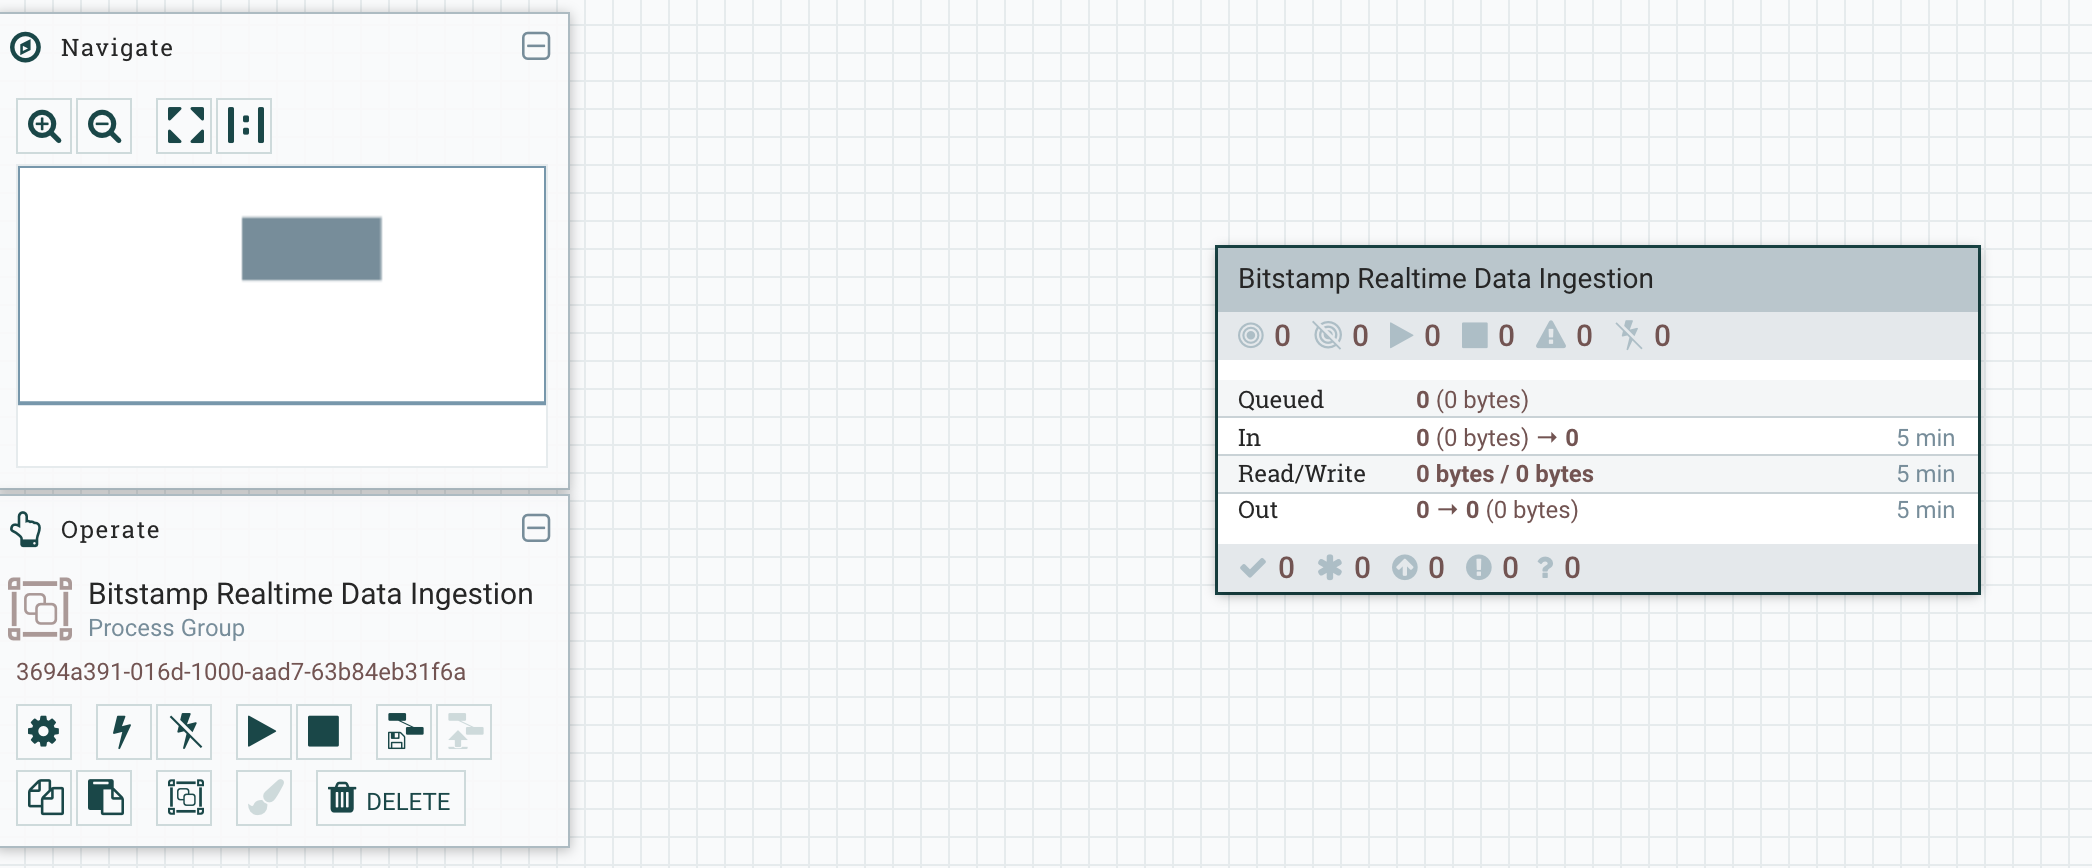 Navigate
Operate
Bitstamp Realtime Data Ingestion
Process Group
3694a391-016d-1000-aad7-63b84eb31f6a
DELETE
Bitstamp Realtime Data Ingestion
0 0 0 0 0 0
Queued 0 (0 bytes)
In 0 (0 bytes) → 0 5 min
Read/Write 0 bytes / 0 bytes 5 min
Out 0 → 0 (0 bytes) 5 min
0 0 0 0 ? 0